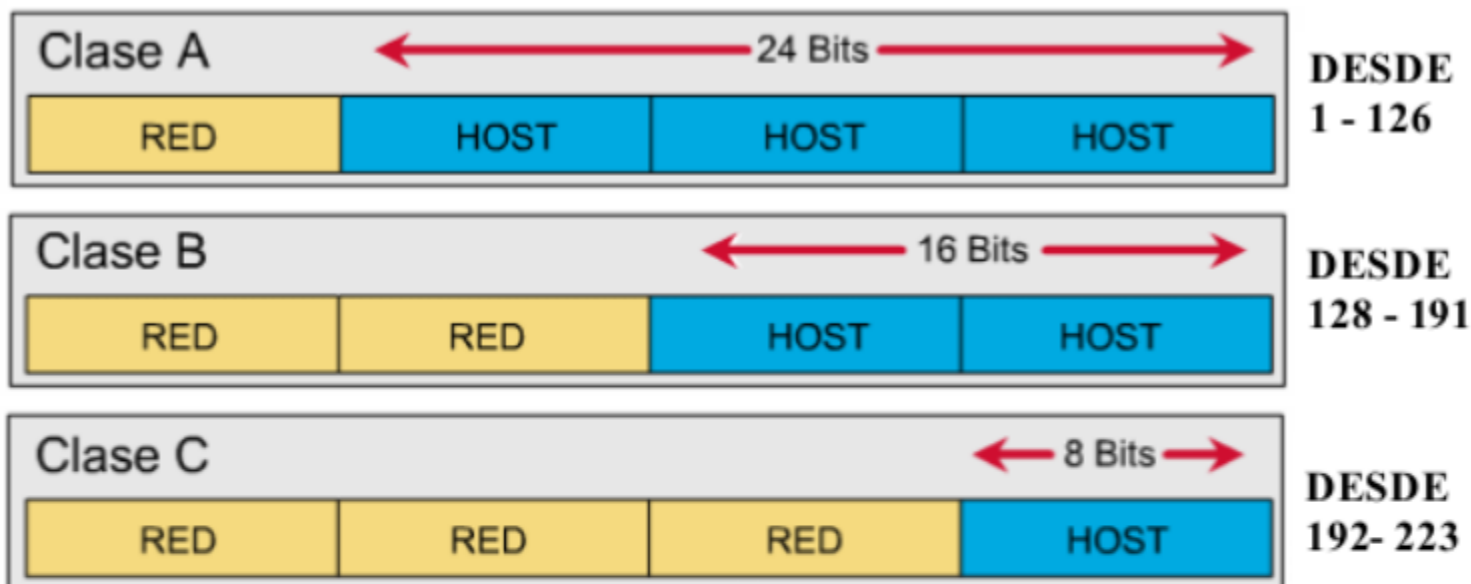 Clase A
24 Bits
DESDE
1 - 126
RED HOST HOST HOST
Clase B
16 Bits
DESDE
128 - 191
RED RED HOST HOST
Clase C
8 Bits
DESDE
192- 223
RED RED RED HOST